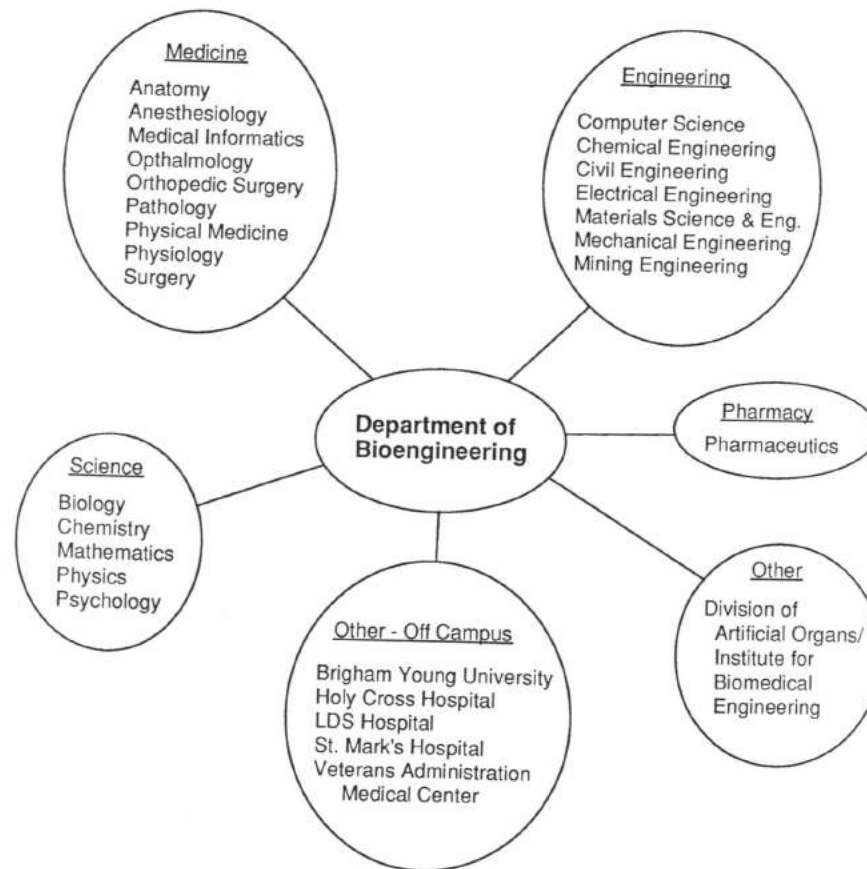 Medicine
Anatomy
Anesthesiology
Medical Informatics
Opthalmology
Orthopedic Surgery
Pathology
Physical Medicine
Physiology
Surgery
Engineering
Computer Science
Chemical Engineering
Civil Engineering
Electrical Engineering
Materials Science & Eng.
Mechanical Engineering
Mining Engineering
Department of
Bioengineering
Pharmacy
Pharmaceutics
Science
Biology
Chemistry
Mathematics
Physics
Psychology
Other - Off Campus
Brigham Young University
Holy Cross Hospital
LDS Hospital
St. Mark's Hospital
Veterans Administration
Medical Center
Other
Division of
Artificial Organs/
Institute for
Biomedical
Engineering